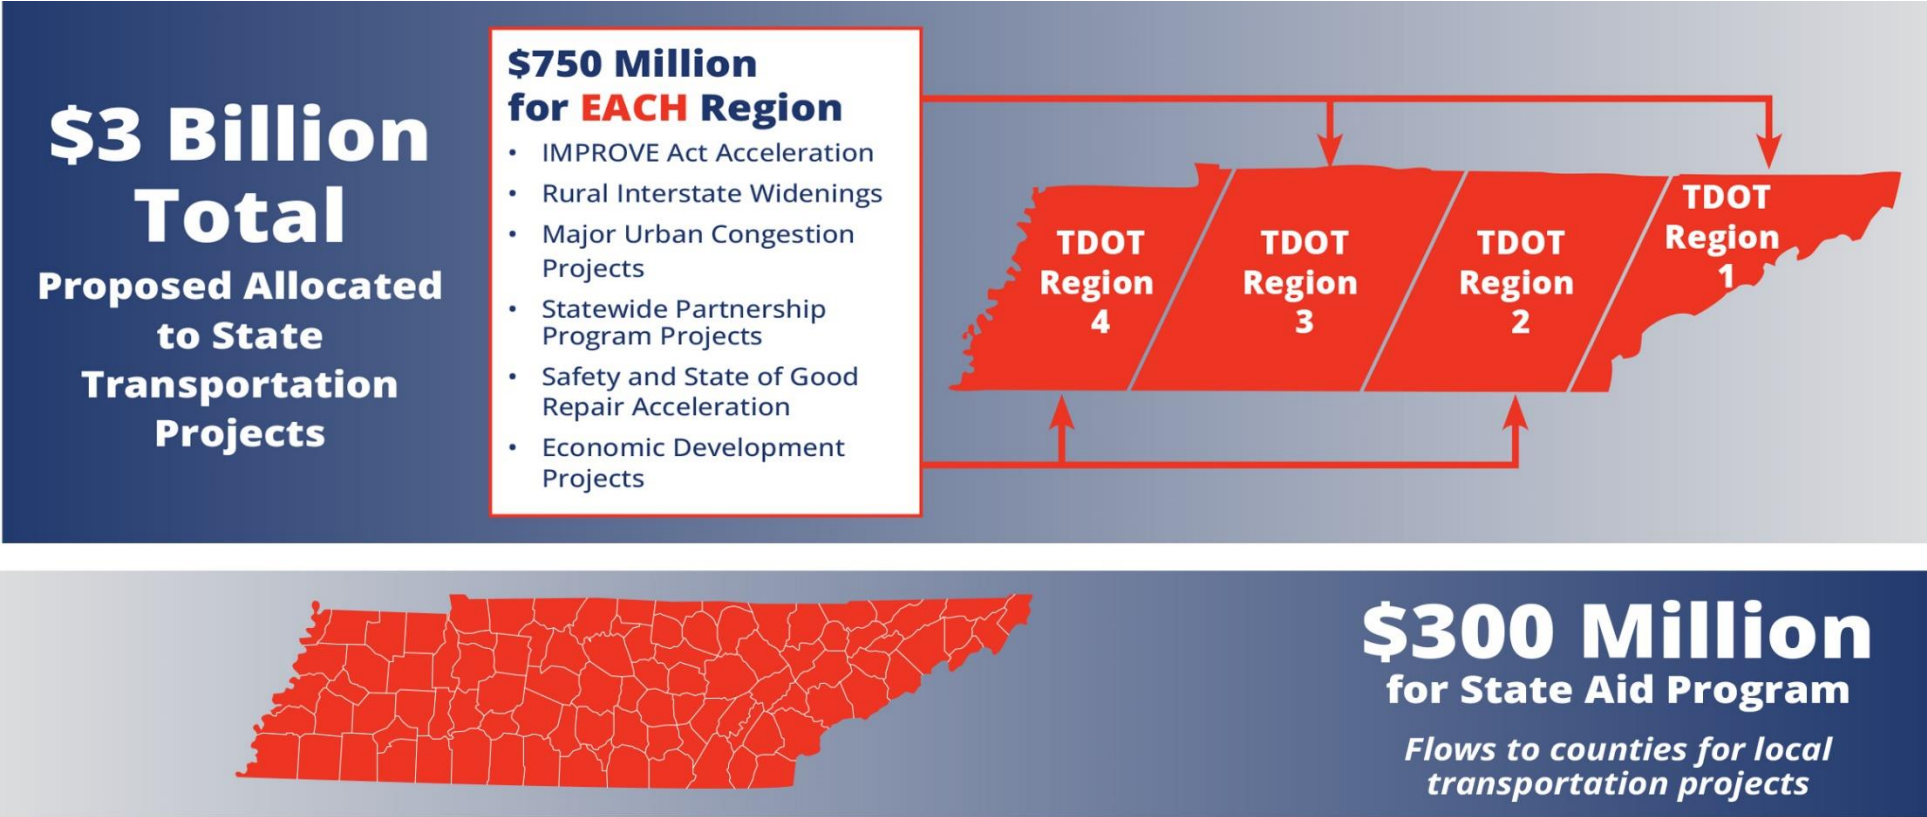 $3 Billion
Total
Proposed Allocated
to State
Transportation
Projects
$750 Million
for EACH Region
• IMPROVE Act Acceleration
• Rural Interstate Widenings
• Major Urban Congestion
Projects
• Statewide Partnership
Program Projects
• Safety and State of Good
Repair Acceleration
• Economic Development
Projects
TDOT
Region
4
TDOT
Region
3
TDOT
Region
2
TDOT
Region
1
$300 Million
for State Aid Program
Flows to counties for local
transportation projects